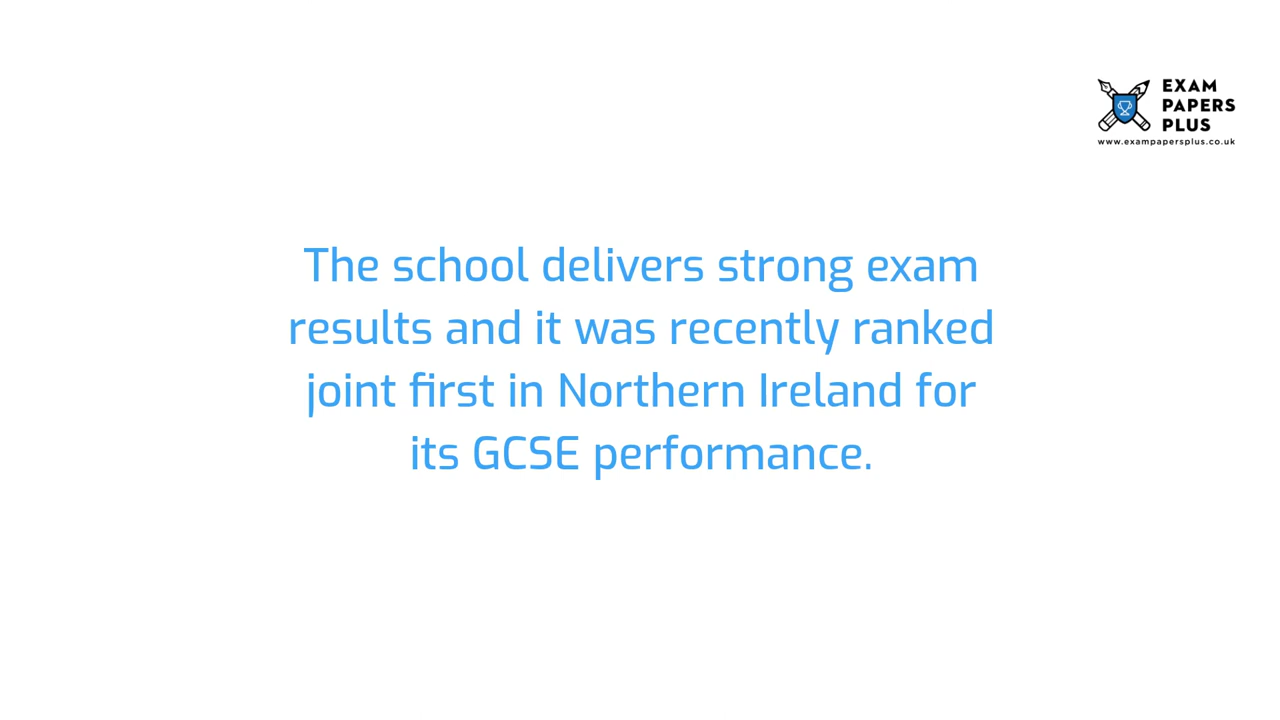 EXAM
PAPERS
PLUS
www.exampapersplus.co.uk
The school delivers strong exam
results and it was recently ranked
joint first in Northern Ireland for
its GCSE performance.